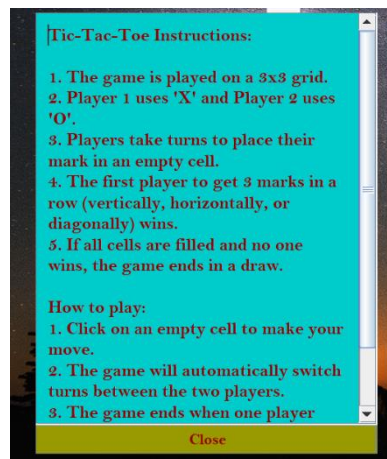 Tic-Tac-Toe Instructions:
1. The game is played on a 3x3 grid.
2. Player 1 uses 'X' and Player 2 uses
'O'.
3. Players take turns to place their
mark in an empty cell.
4. The first player to get 3 marks in a
row (vertically, horizontally, or
diagonally) wins.
5. If all cells are filled and no one
wins, the game ends in a draw.
How to play:
1. Click on an empty cell to make your
move.
2. The game will automatically switch
turns between the two players.
3. The game ends when one player
Close